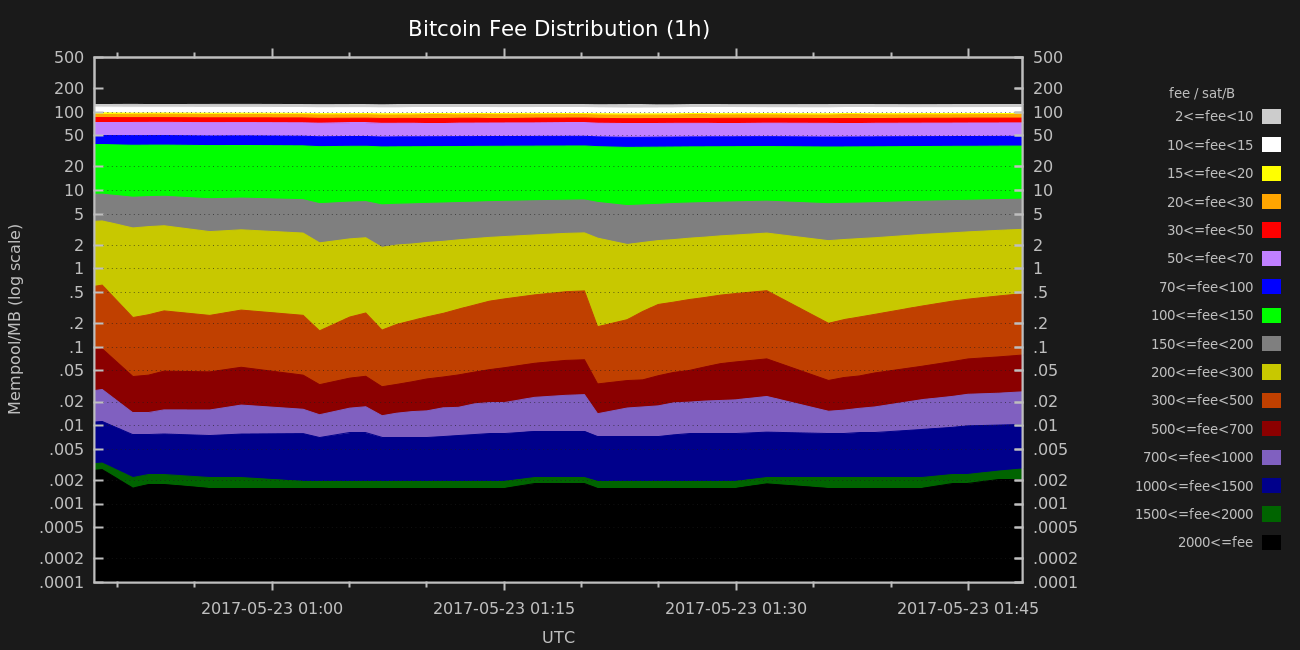 Bitcoin Fee Distribution (1h)
500
200
100
50
20
10
5
2
1
.5
.2
.1
.05
.02
.01
.005
.002
.001
.0005
.0002
.0001
Mempool/MB (log scale)
500
200
100
50
20
10
5
2
1
.5
.2
.1
.05
.02
.01
.005
.002
.001
.0005
.0002
.0001
2017-05-23 01:00 2017-05-23 01:15 2017-05-23 01:30 2017-05-23 01:45
UTC
fee / sat/B
2<=fee<10
10<=fee<15
15<=fee<20
20<=fee<30
30<=fee<50
50<=fee<70
70<=fee<100
100<=fee<150
150<=fee<200
200<=fee<300
300<=fee<500
500<=fee<700
700<=fee<1000
1000<=fee<1500
1500<=fee<2000
2000<=fee